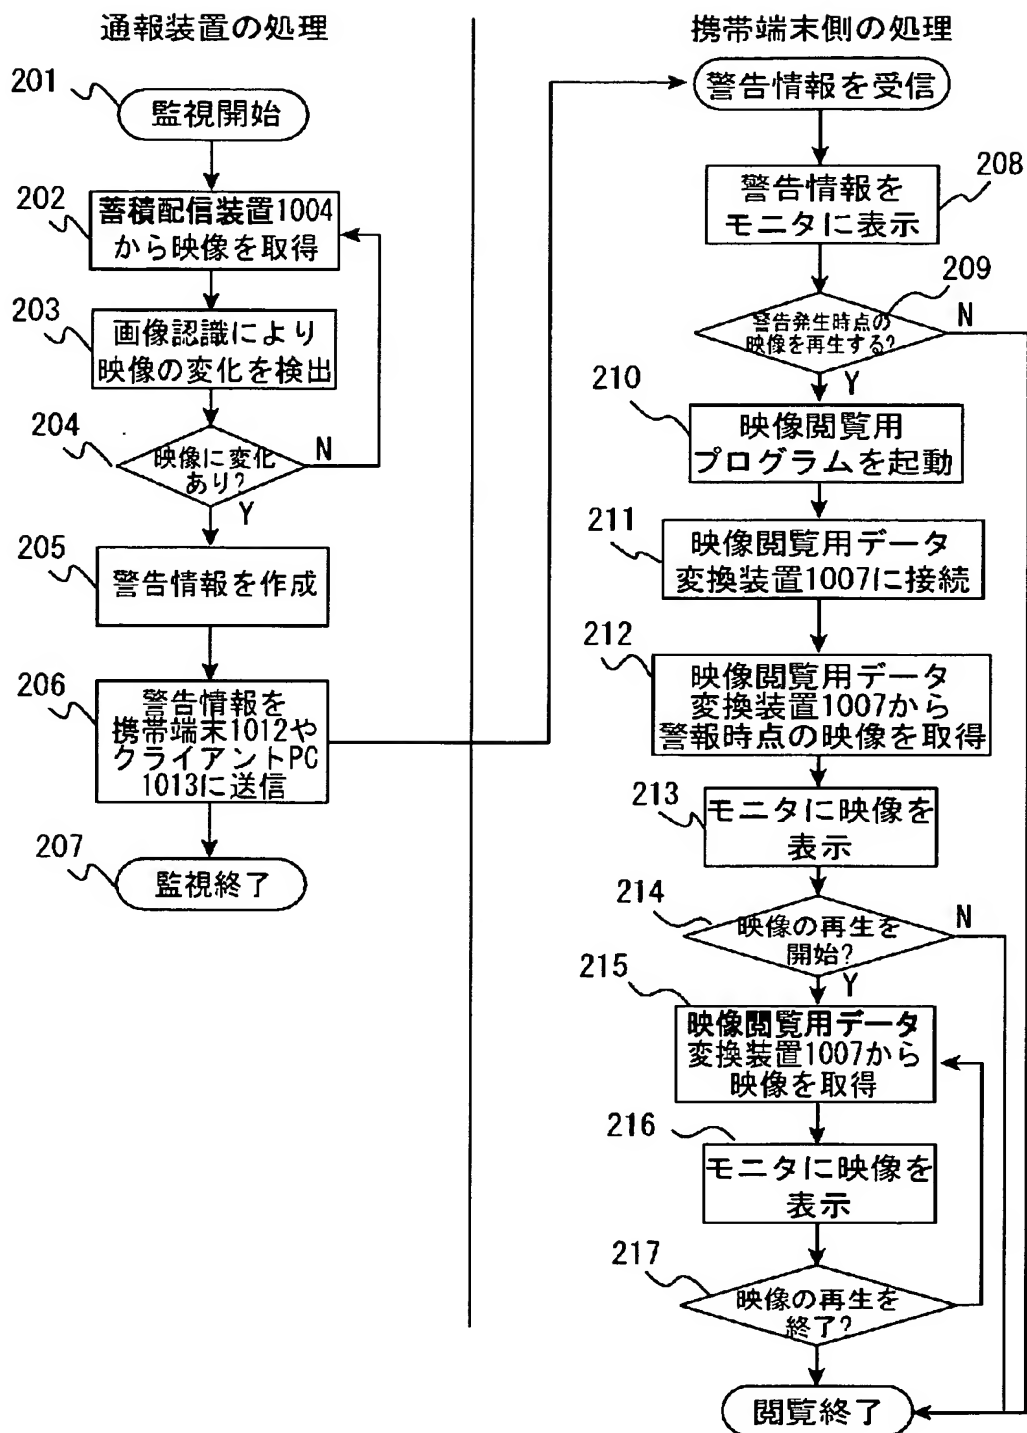 通報装置の処理
201
監視開始
202
蓄積配信装置1004
から映像を取得
203
画像認識により
映像の変化を検出
204
映像に変化
あり?
N
Y
205
警告情報を作成
206
警告情報を
携帯端末1012や
クライアントPC
1013に送信
207
監視終了
携帯端末側の処理
警告情報を受信
208
警告情報を
モニタに表示
209
警告発生時点の
映像を再生する?
N
Y
210
映像閲覧用
プログラムを起動
211
映像閲覧用データ
変換装置1007に接続
212
映像閲覧用データ
変換装置1007から
警報時点の映像を取得
213
モニタに映像を
表示
214
映像の再生を
開始?
N
Y
215
映像閲覧用データ
変換装置1007から
映像を取得
216
モニタに映像を
表示
217
映像の再生を
終了?
閲覧終了